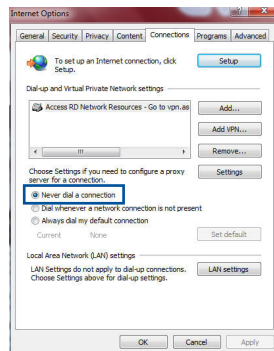 Internet Options
General Security Privacy Content Connections Programs Advanced
To set up an Internet connection, click
Setup.
Setup
Dial-up and Virtual Private Network settings
Access RD Network Resources - Go to vpn.as
Add...
Add VPN...
Remove...
Choose Settings if you need to configure a proxy
server for a connection.
Settings
Never dial a connection
Dial whenever a network connection is not present
Always dial my default connection
Current None
Set default
Local Area Network (LAN) settings
LAN Settings do not apply to dial-up connections.
Choose Settings above for dial-up settings.
LAN settings
OK Cancel Apply